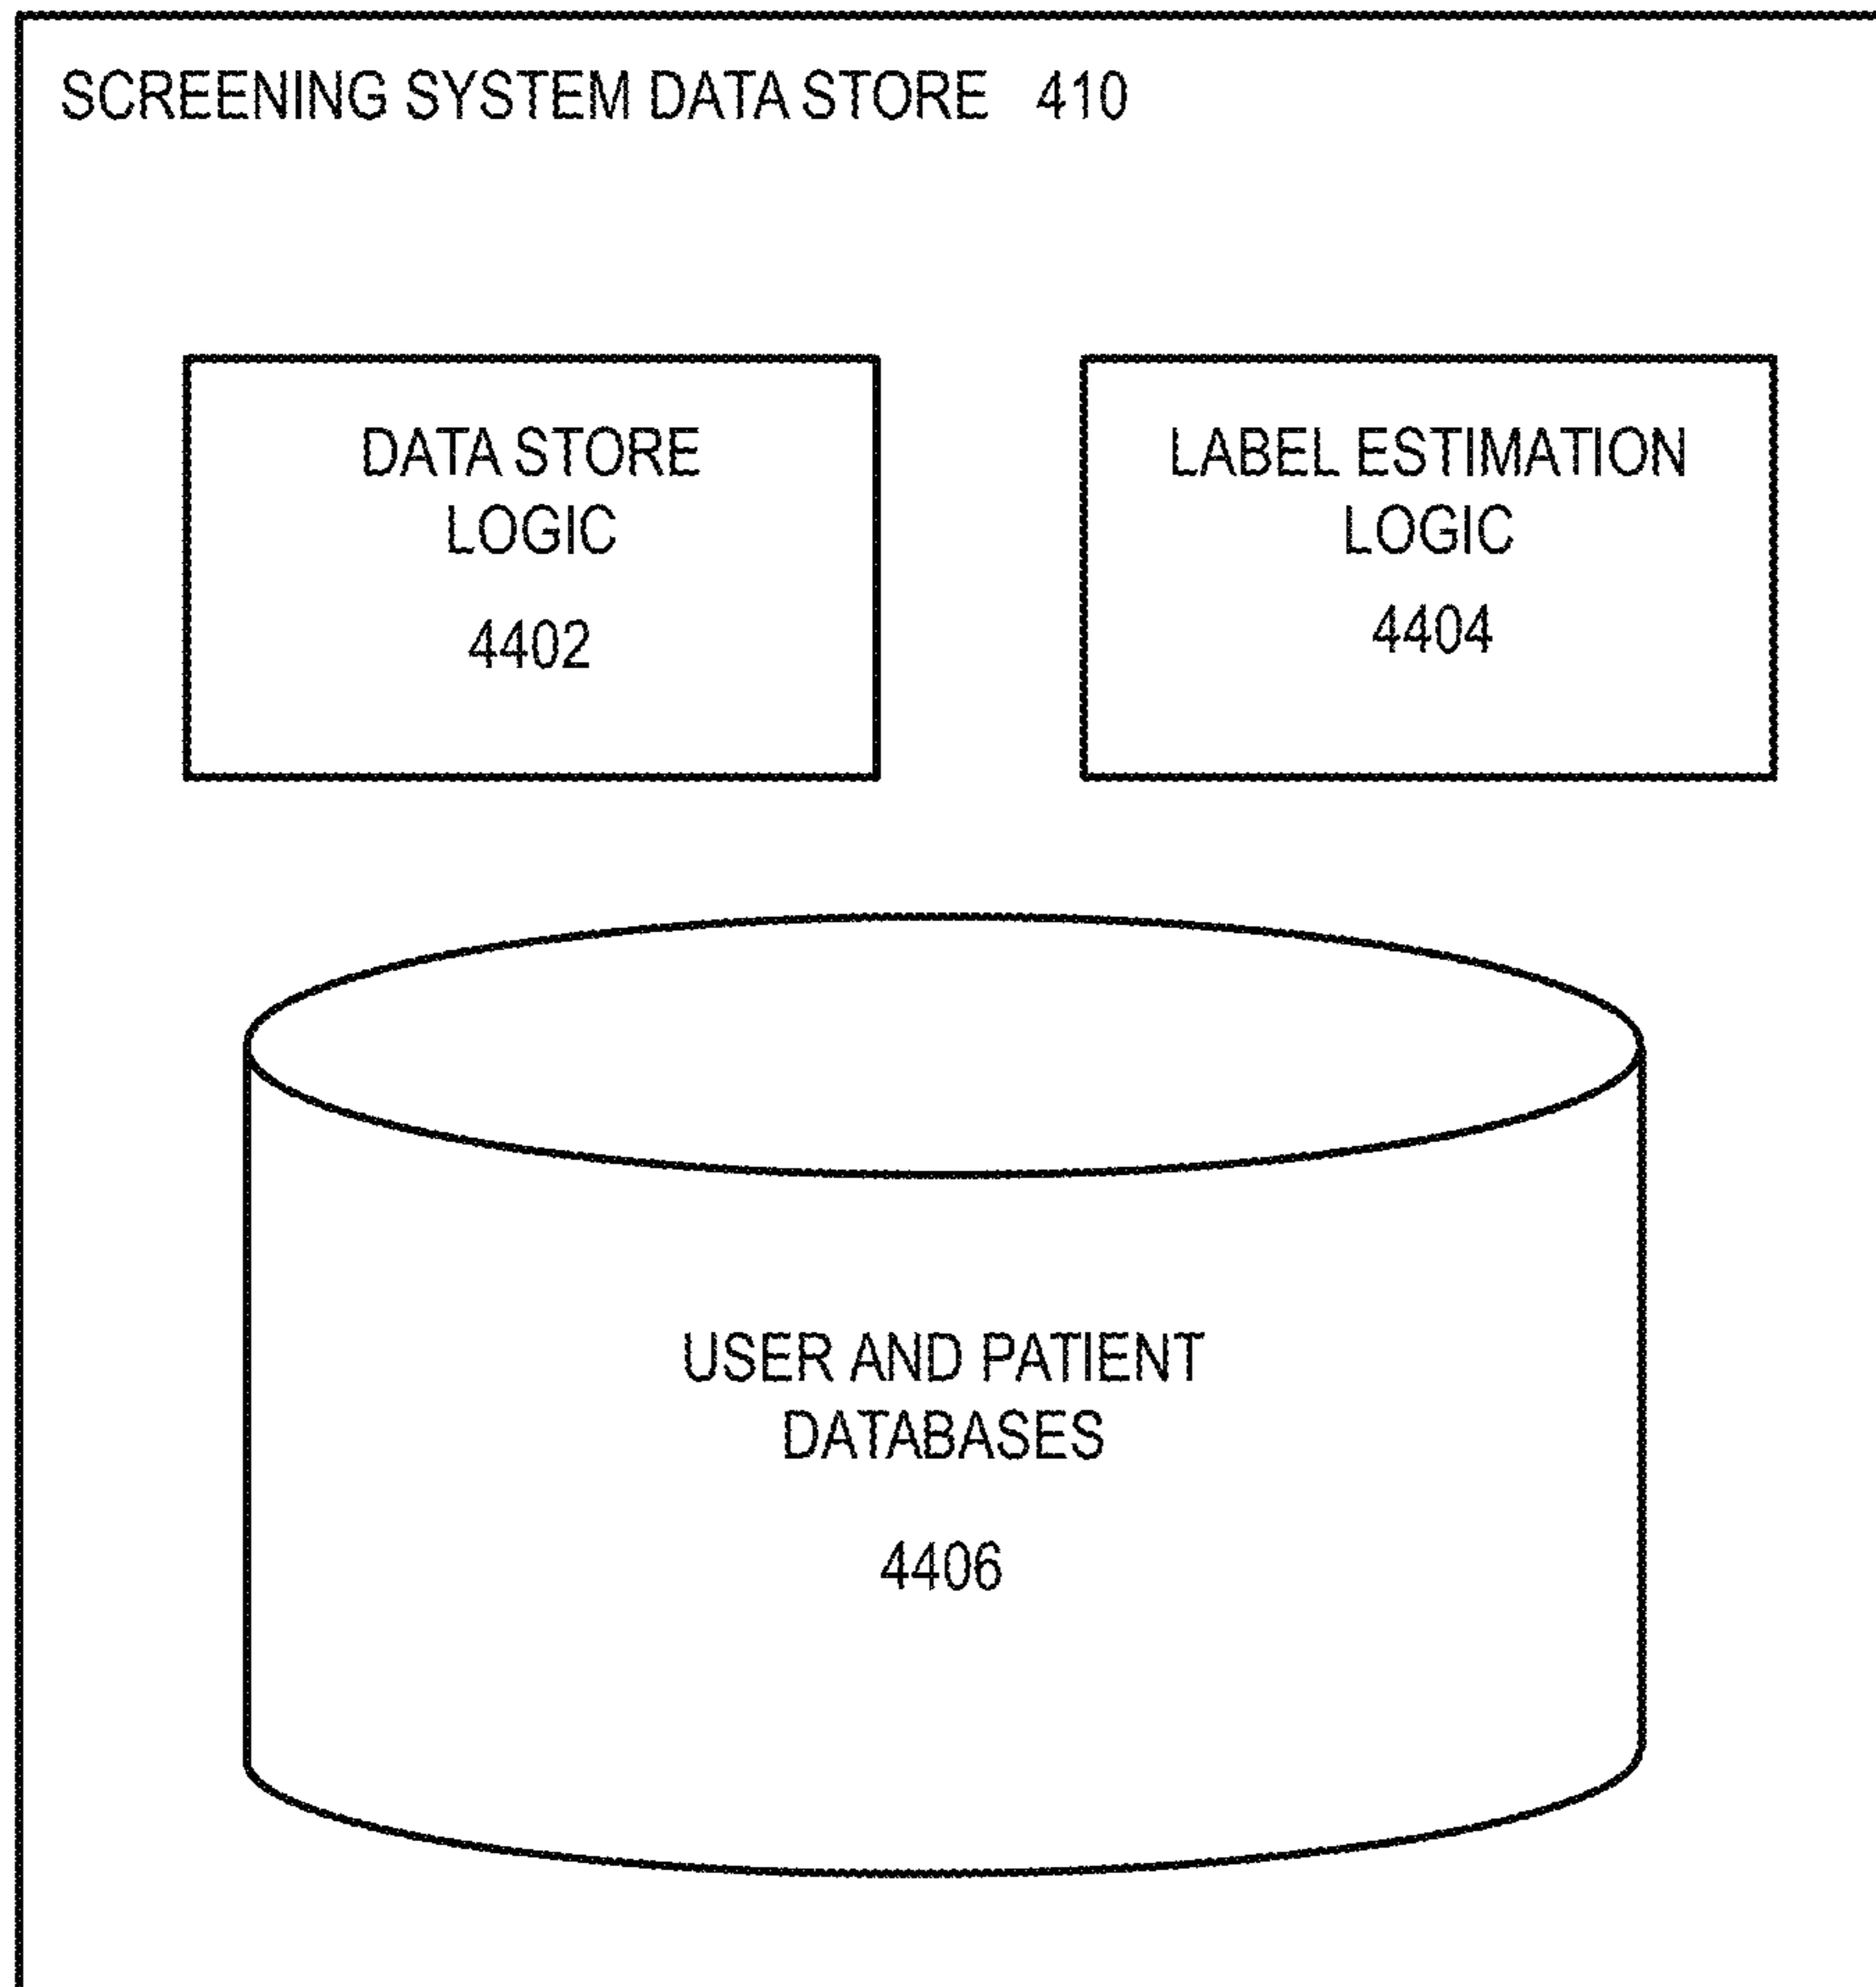 SCREENING SYSTEM DATA STORE 410
DATA STORE
LOGIC
4402
LABEL ESTIMATION
LOGIC
4404
USER AND PATIENT
DATABASES
4406